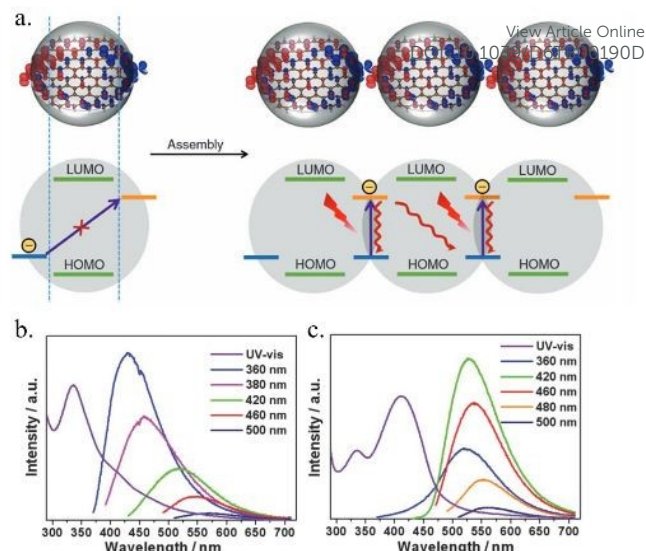 a.
View Article Online
Assembly
LUMO
HOMO
LUMO
LUMO
LUMO
HOMO
HOMO
HOMO
b.
Intensity / a.u.
UV-vis
360 nm
380 nm
420 nm
460 nm
500 nm
300 350 400 450 500 550 600 650 700
Wavelength / nm
c.
Intensity / a.u.
UV-vis
360 nm
420 nm
460 nm
480 nm
500 nm
300 350 400 450 500 550 600 650 700
Wavelength / nm